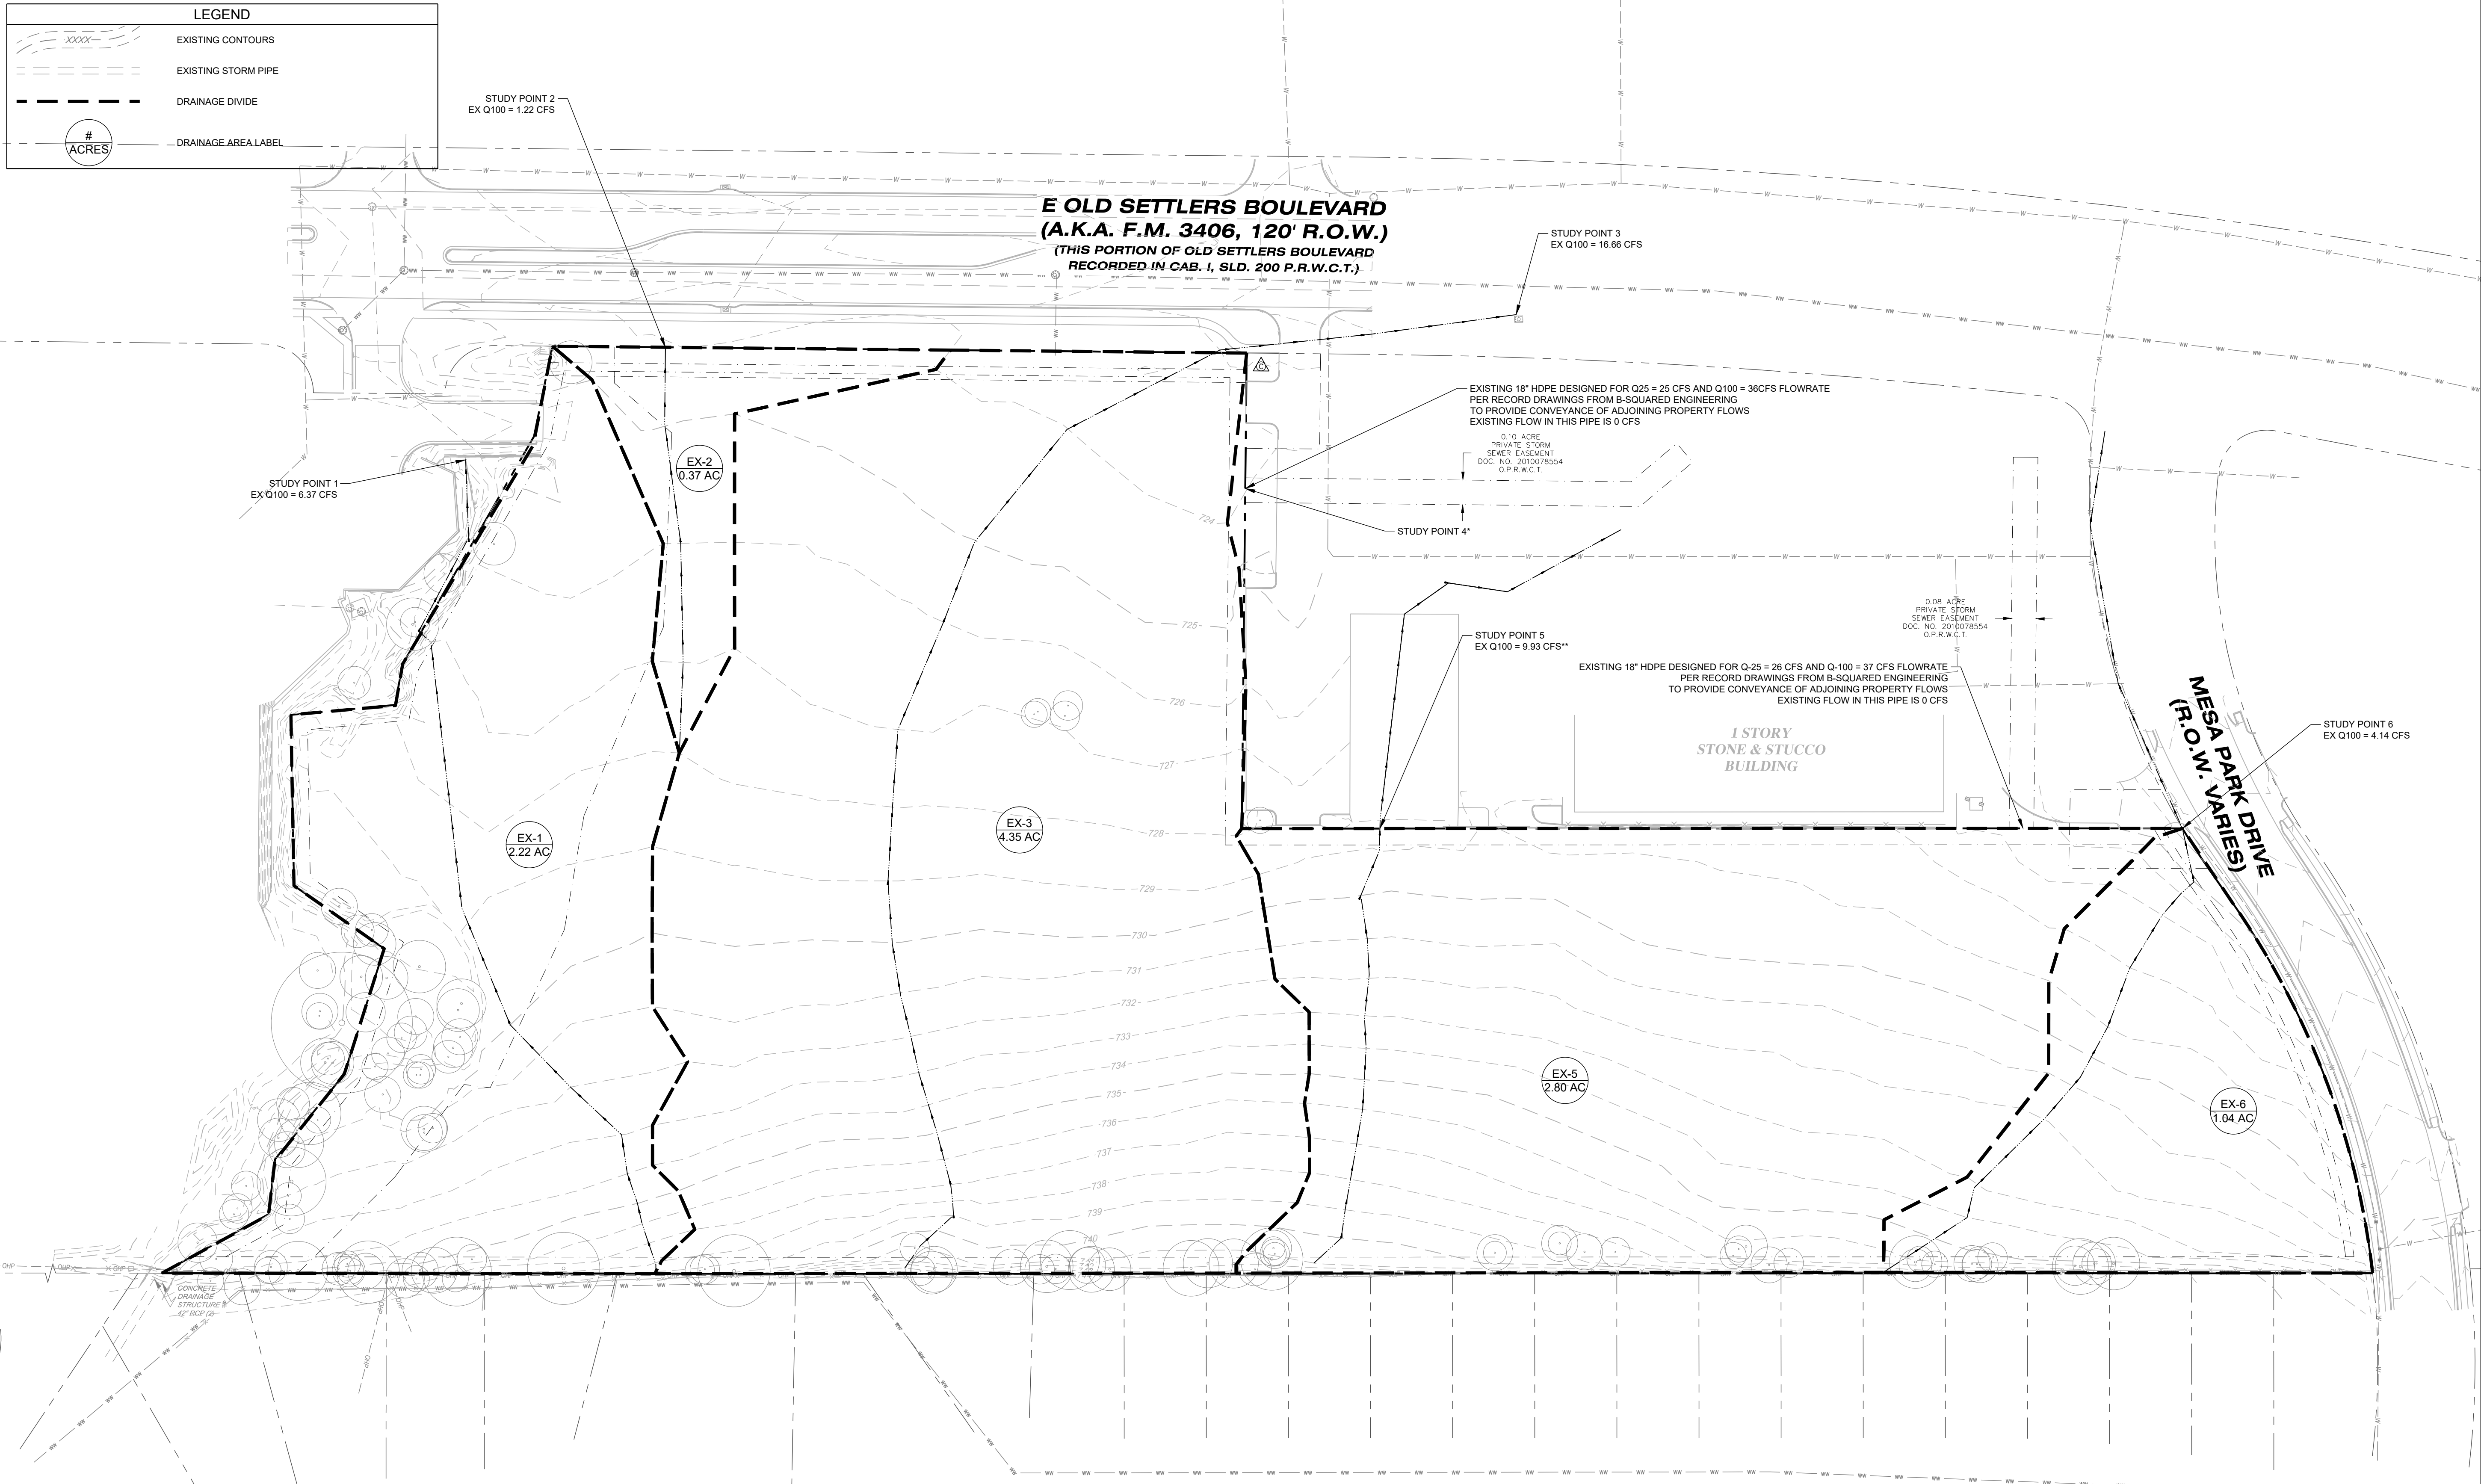 LEGEND
XXXX
EXISTING CONTOURS
EXISTING STORM PIPE
DRAINAGE DIVIDE
#
ACRES
DRAINAGE AREA LABEL
STUDY POINT 2
EX Q100 = 1.22 CFS
E OLD SETTLERS BOULEVARD
(A.K.A. F.M. 3406, 120' R.O.W.)
(THIS PORTION OF OLD SETTLERS BOULEVARD
RECORDED IN CAB. I, SLD. 200 P.R.W.C.T.)
STUDY POINT 3
EX Q100 = 16.66 CFS
C
EXISTING 18" HDPE DESIGNED FOR Q25 = 25 CFS AND Q100 = 36CFS FLOWRATE
PER RECORD DRAWINGS FROM B-SQUARED ENGINEERING
TO PROVIDE CONVEYANCE OF ADJOINING PROPERTY FLOWS
EXISTING FLOW IN THIS PIPE IS 0 CFS
0.10 ACRE
PRIVATE STORM
SEWER EASEMENT
DOC. NO. 2010078554
O.P.R.W.C.T.
EX-2
0.37 AC
STUDY POINT 1
EX Q100 = 6.37 CFS
STUDY POINT 4*
724
725
726
727
728
729
730
731
732
733
734
735
736
737
738
739
740
STUDY POINT 5
EX Q100 = 9.93 CFS**
0.08 ACRE
PRIVATE STORM
SEWER EASEMENT
DOC. NO. 2010078554
O.P.R.W.C.T.
EXISTING 18" HDPE DESIGNED FOR Q-25 = 26 CFS AND Q-100 = 37 CFS FLOWRATE
PER RECORD DRAWINGS FROM B-SQUARED ENGINEERING
TO PROVIDE CONVEYANCE OF ADJOINING PROPERTY FLOWS
EXISTING FLOW IN THIS PIPE IS 0 CFS
1 STORY
STONE & STUCCO
BUILDING
MESA PARK DRIVE
(R.O.W. VARIES)
STUDY POINT 6
EX Q100 = 4.14 CFS
EX-1
2.22 AC
EX-3
4.35 AC
EX-5
2.80 AC
EX-6
1.04 AC
OHP
OHP
OHP
CONCRETE
DRAINAGE
STRUCTURE
42" RCP (2)
OHP
OHP
WW
W